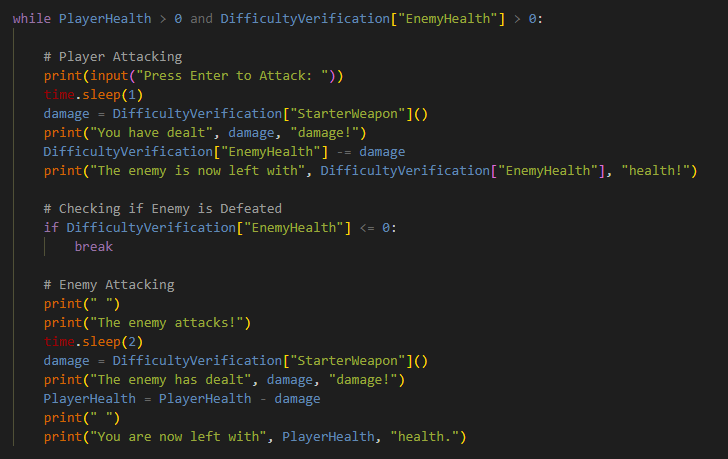 while PlayerHealth > 0 and DifficultyVerification["EnemyHealth"] > 0:
# Player Attacking
print(input("Press Enter to Attack: "))
time.sleep(1)
damage = DifficultyVerification["StarterWeapon"]()
print("You have dealt", damage, "damage!")
DifficultyVerification["EnemyHealth"] -= damage
print("The enemy is now left with", DifficultyVerification["EnemyHealth"], "health!")
# Checking if Enemy is Defeated
if DifficultyVerification["EnemyHealth"] <= 0:
break
# Enemy Attacking
print(" ")
print("The enemy attacks!")
time.sleep(2)
damage = DifficultyVerification["StarterWeapon"]()
print("The enemy has dealt", damage, "damage!")
PlayerHealth = PlayerHealth - damage
print(" ")
print("You are now left with", PlayerHealth, "health.")